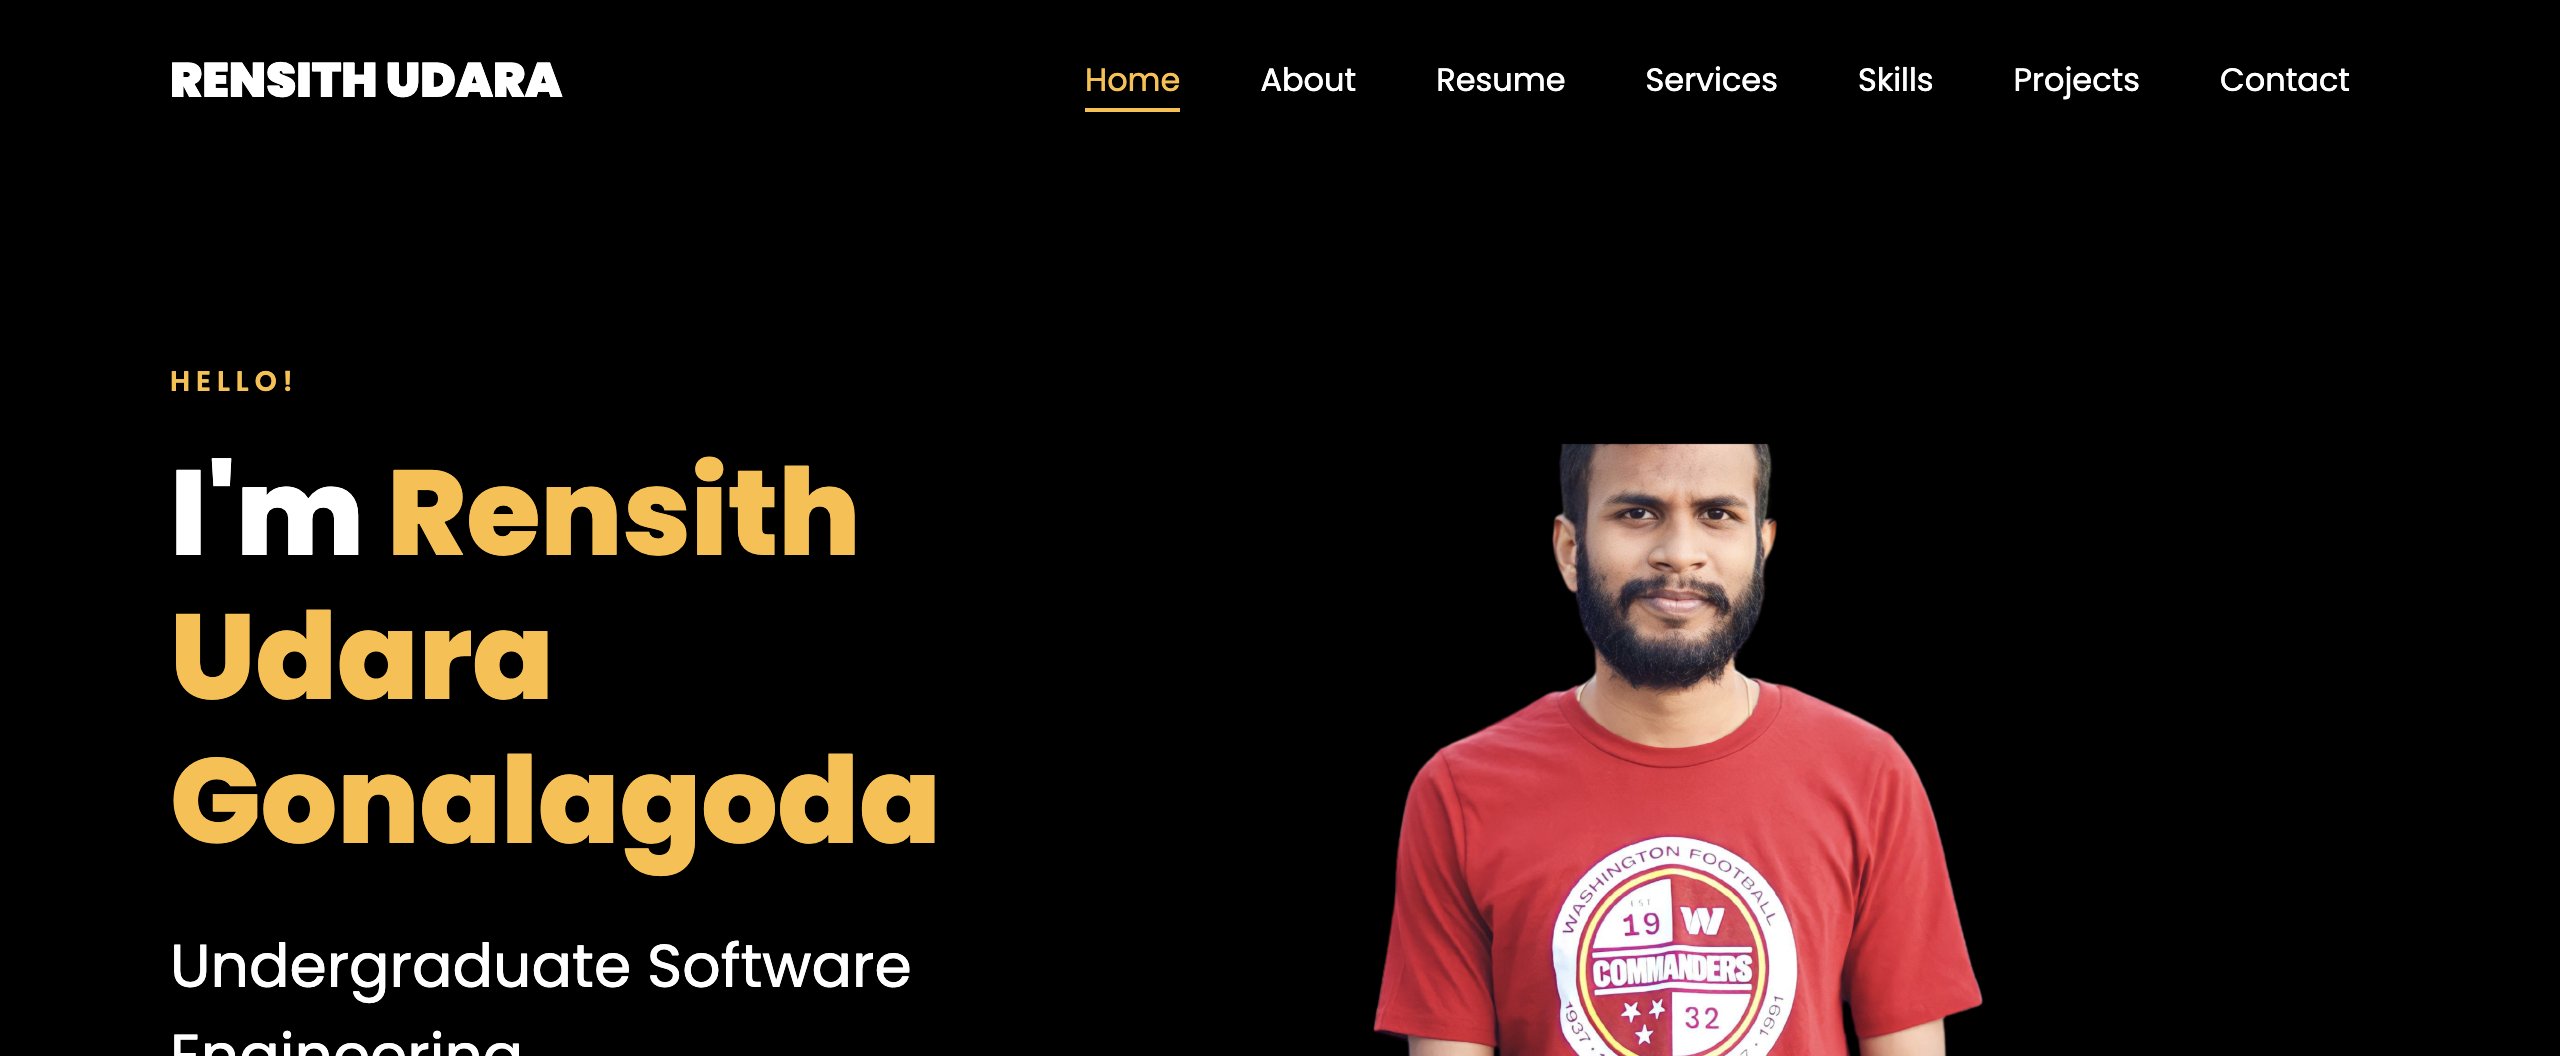 RENSITH UDARA
Home About Resume Services Skills Projects Contact
HELLO!
I'm Rensith
Udara
Gonalagoda
Undergraduate Software
Engineering
WASHINGTON FOOTBALL
EST
19 W
COMMANDERS
32
1937 · 1991